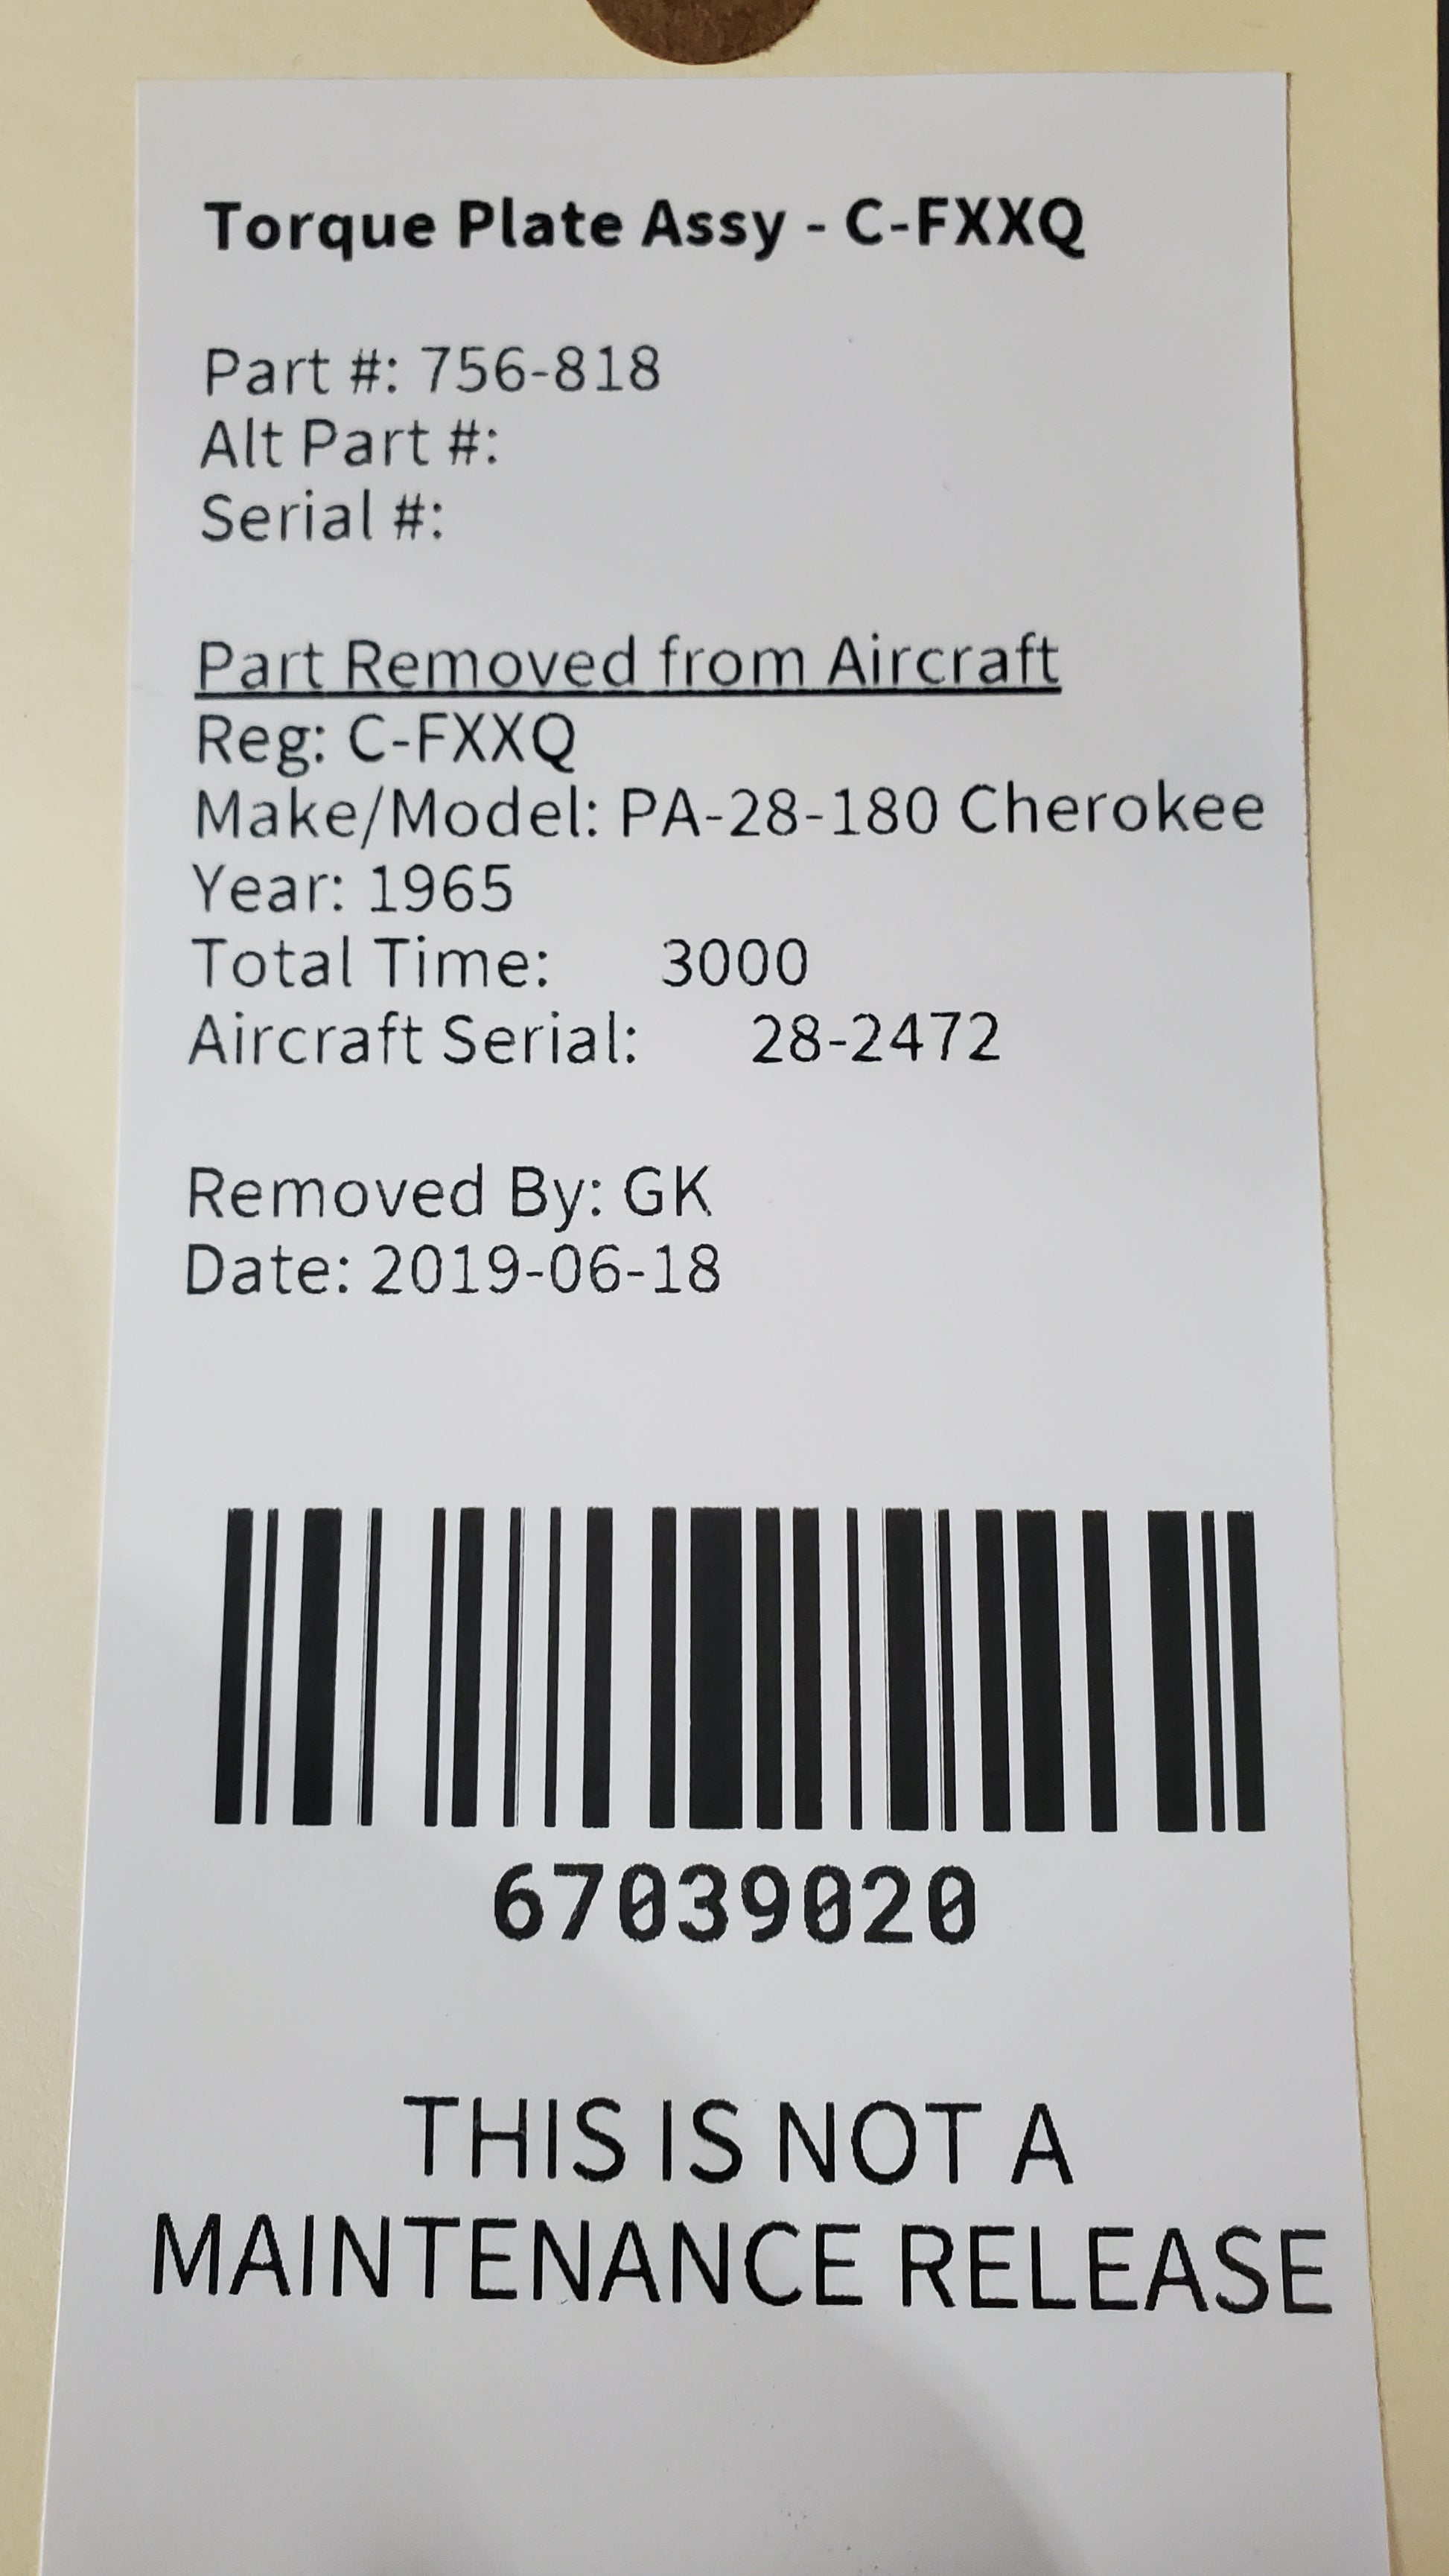 Torque Plate Assy - C-FXXQ
Part #: 756-818
Alt Part #:
Serial #:
Part Removed from Aircraft
Reg: C-FXXQ
Make/Model: PA-28-180 Cherokee
Year: 1965
Total Time: 3000
Aircraft Serial: 28-2472
Removed By: GK
Date: 2019-06-18
67039020
THIS IS NOT A
MAINTENANCE RELEASE